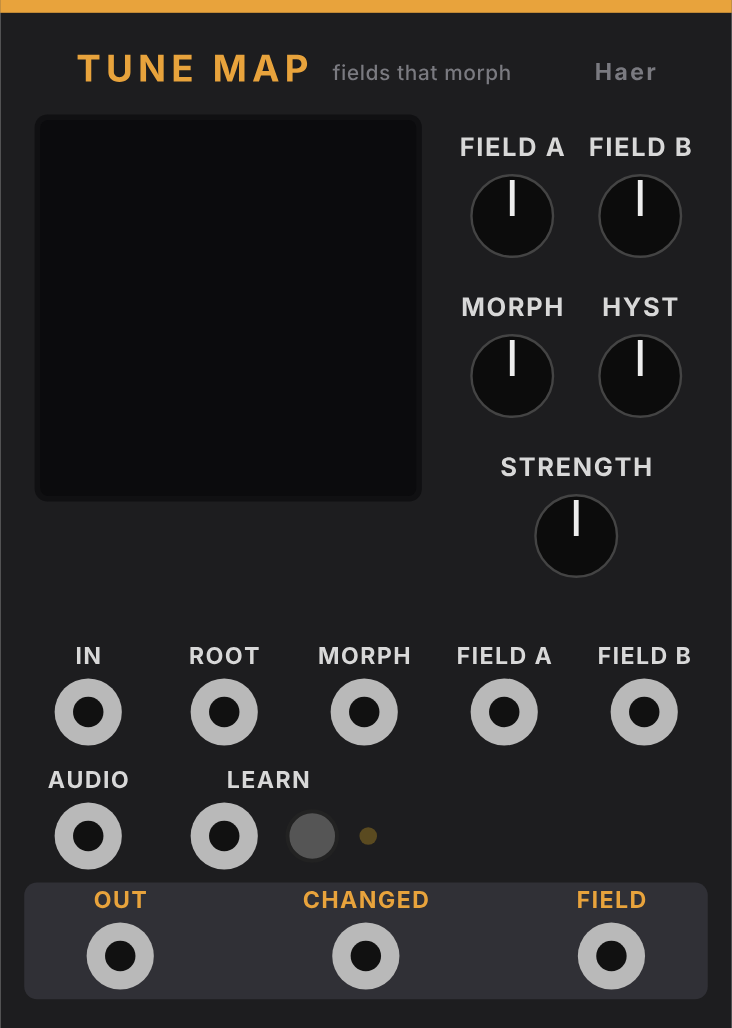 TUNE MAP fields that morph Haer
FIELD A FIELD B
MORPH HYST
STRENGTH
IN ROOT MORPH FIELD A FIELD B
AUDIO LEARN
OUT CHANGED FIELD